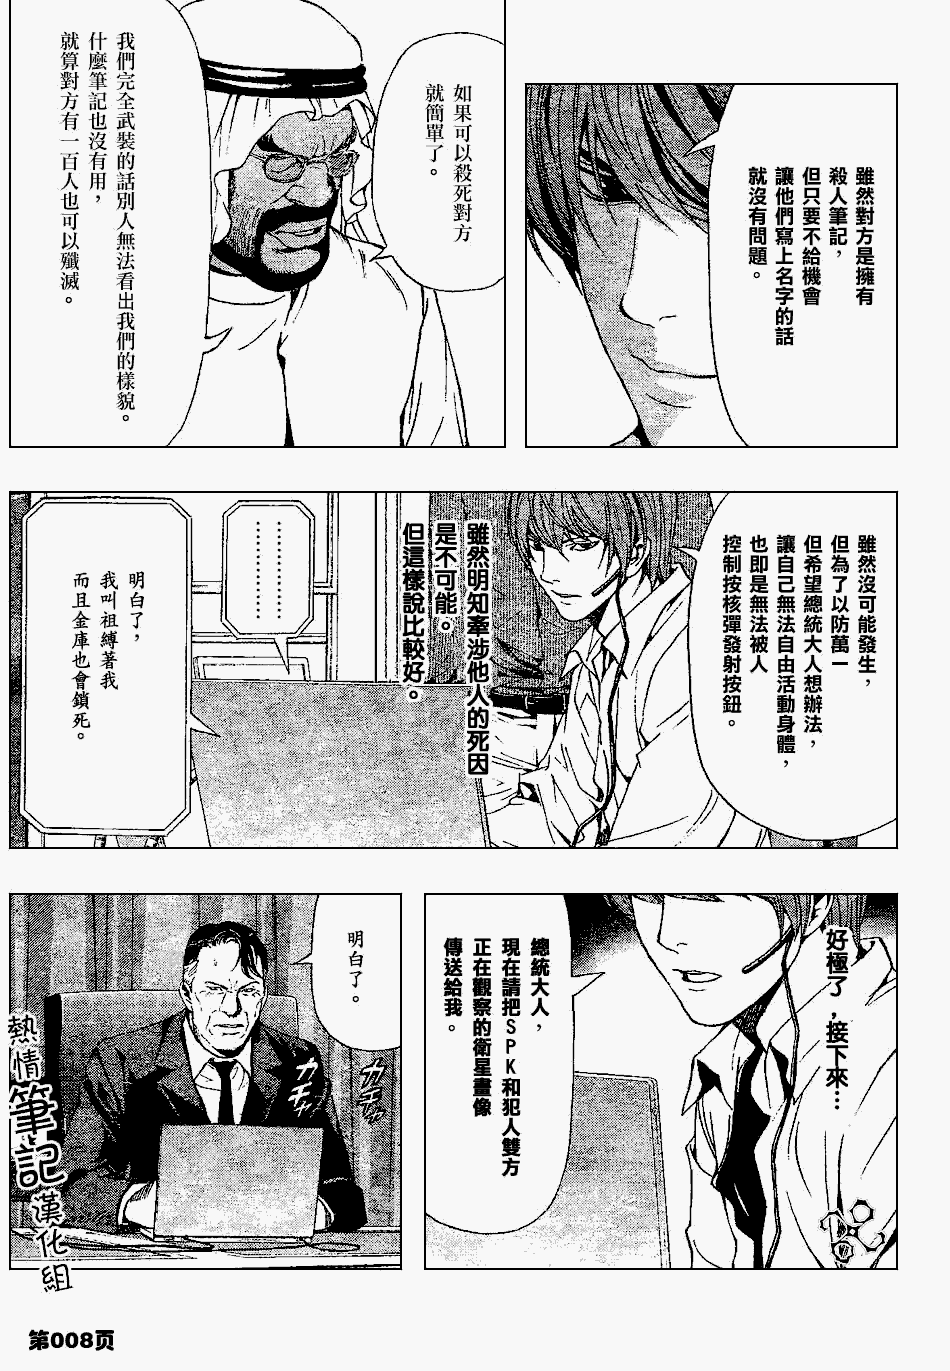 雖然對方是擁有
殺人筆記，
但只要不給機會
讓他們寫上名字的話
就沒有問題。
如果可以殺死對方
就簡單了。
我們完全武裝的話別人無法看出我們的樣貌。
什麼筆記也沒有用，
就算對方有一百人也可以殲滅。
雖然沒可能發生，
但為了以防萬一
但希望總統大人想辦法，
讓自己無法自由活動身體，
也即是無法被人
控制按核彈發射按鈕。
雖然明知牽涉他人的死因
是不可能。
但這樣說比較好。
…………
…………
明白了，
我叫祖縛著我
而且金庫也會鎖死。
好極了，接下來…
總統大人，
現在請把SPK和犯人雙方
正在觀察的衛星畫像
傳送給我。
明白了。
カチャ
カチャ
熱情筆記漢化組
第008页